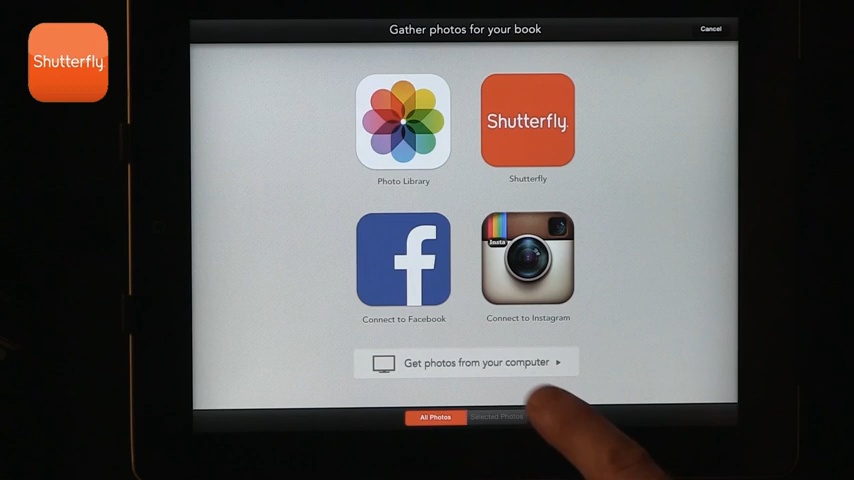 Shutterfly
Gather photos for your book
Cancel
Shutterfly.
Photo Library
Shutterfly
f
Insta
Connect to Facebook
Connect to Instagram
Get photos from your computer
All Photos
Selected Photos